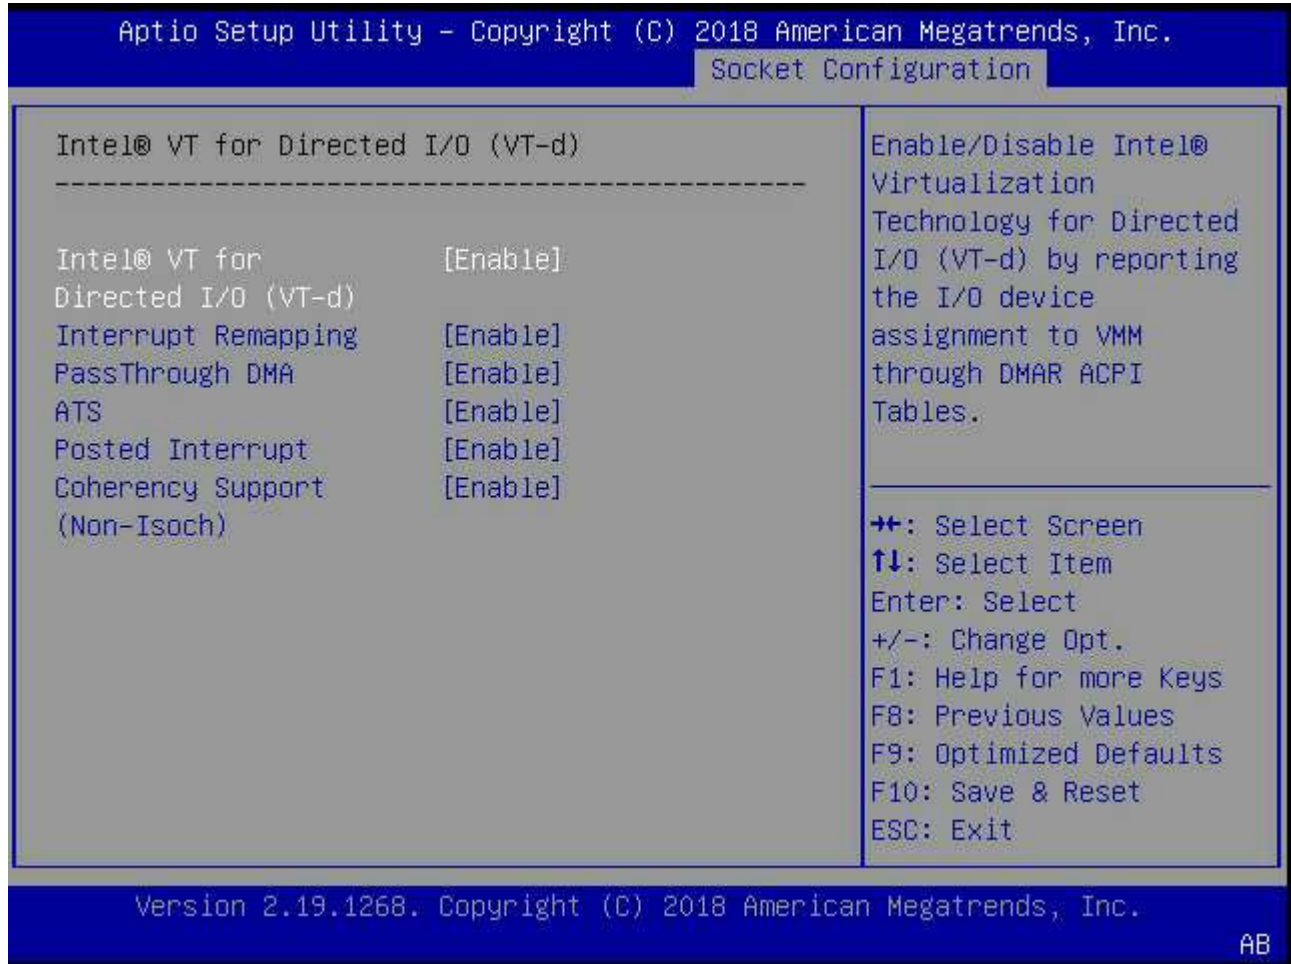 Aptio Setup Utility – Copyright (C) 2018 American Megatrends, Inc.
Socket Configuration
Intel® VT for Directed I/O (VT-d)
-----------------------------------------------
Intel® VT for [Enable]
Directed I/O (VT-d)
Interrupt Remapping [Enable]
PassThrough DMA [Enable]
ATS [Enable]
Posted Interrupt [Enable]
Coherency Support [Enable]
(Non-Isoch)
Enable/Disable Intel®
Virtualization
Technology for Directed
I/O (VT-d) by reporting
the I/O device
assignment to VMM
through DMAR ACPI
Tables.
→←: Select Screen
↑↓: Select Item
Enter: Select
+/-: Change Opt.
F1: Help for more Keys
F8: Previous Values
F9: Optimized Defaults
F10: Save & Reset
ESC: Exit
Version 2.19.1268. Copyright (C) 2018 American Megatrends, Inc.
AB